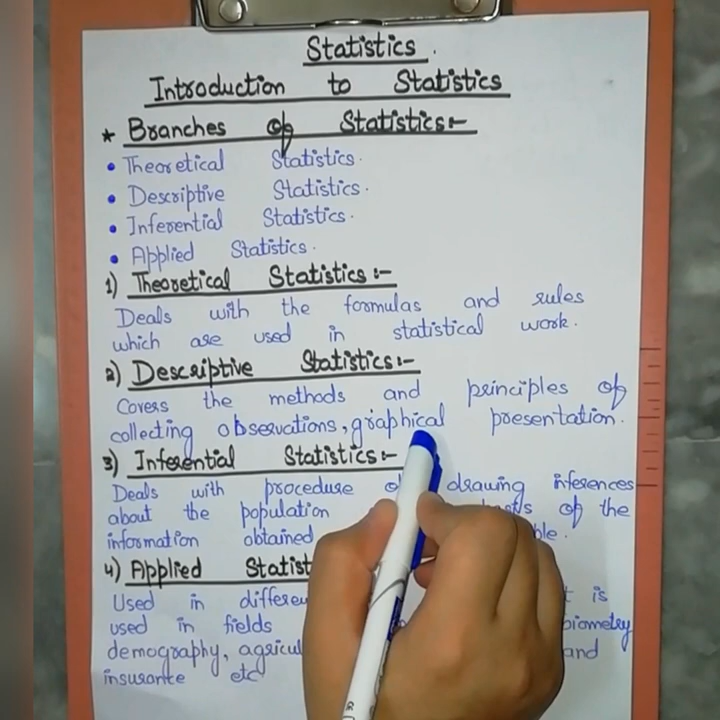 Statistics.
Introduction to Statistics
* Branches of Statistics:-
• Theoretical Statistics.
• Descriptive Statistics.
• Inferential Statistics.
• Applied Statistics.
1) Theoretical Statistics:-
Deals with the formulas and rules
which are used in statistical work.
2) Descriptive Statistics:-
Covers the methods and principles of
collecting observations, graphical presentation.
3) Inferential Statistics:-
Deals with procedure drawing inferences
about the population of the
information obtained
4) Applied
Used in is
used in fields biometry
demography, and
insurance etc